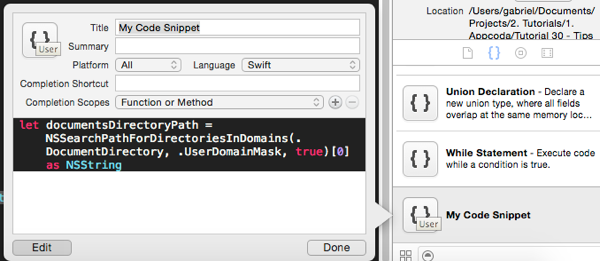 Title My Code Snippet
User
Summary
Platform All Language Swift
Completion Shortcut
Completion Scopes Function or Method
let documentsDirectoryPath =
NSSearchPathForDirectoriesInDomains(.
DocumentDirectory, .UserDomainMask, true)[0]
as NSString
Edit Done
Location /Users/gabriel/Documents/
Projects/2. Tutorials/1.
Appcoda/Tutorial 30 - Tips
{ }
{ } Union Declaration - Declare a
new union type, where all fields
overlap at the same memory loc...
{ } While Statement - Execute code
while a condition is true.
{ } My Code Snippet
User